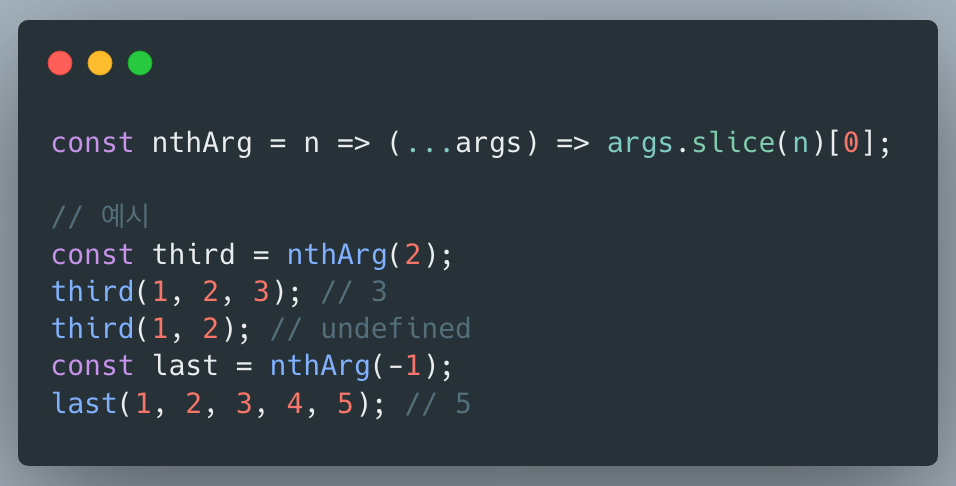 const nthArg = n => (...args) => args.slice(n)[0];
// 예시
const third = nthArg(2);
third(1, 2, 3); // 3
third(1, 2); // undefined
const last = nthArg(-1);
last(1, 2, 3, 4, 5); // 5